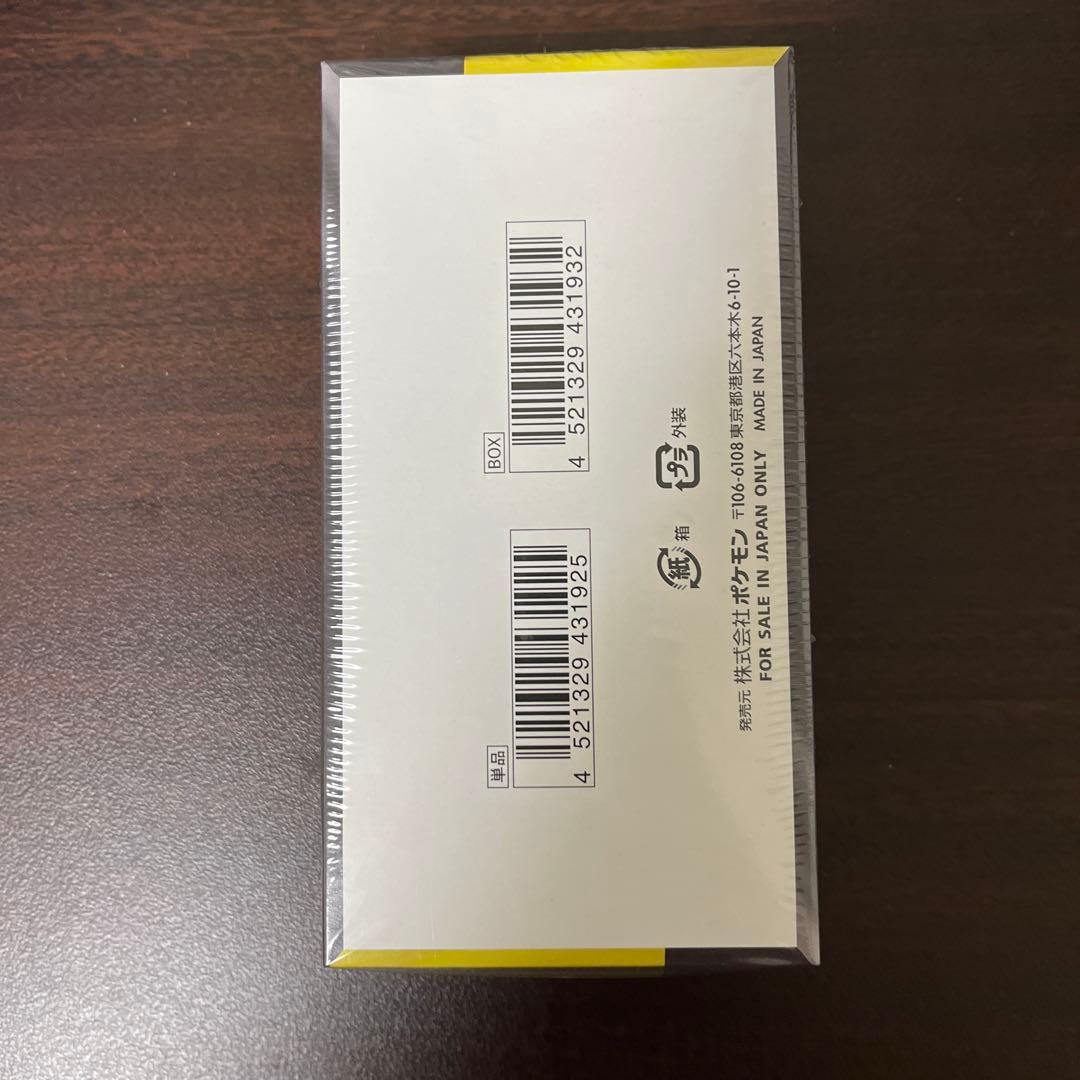 単品
4 521329 431925
BOX
4 521329 431932
紙 箱 プラ 外装
発売元 株式会社 ポケモン 〒106-6108 東京都港区六本木6-10-1
FOR SALE IN JAPAN ONLY MADE IN JAPAN